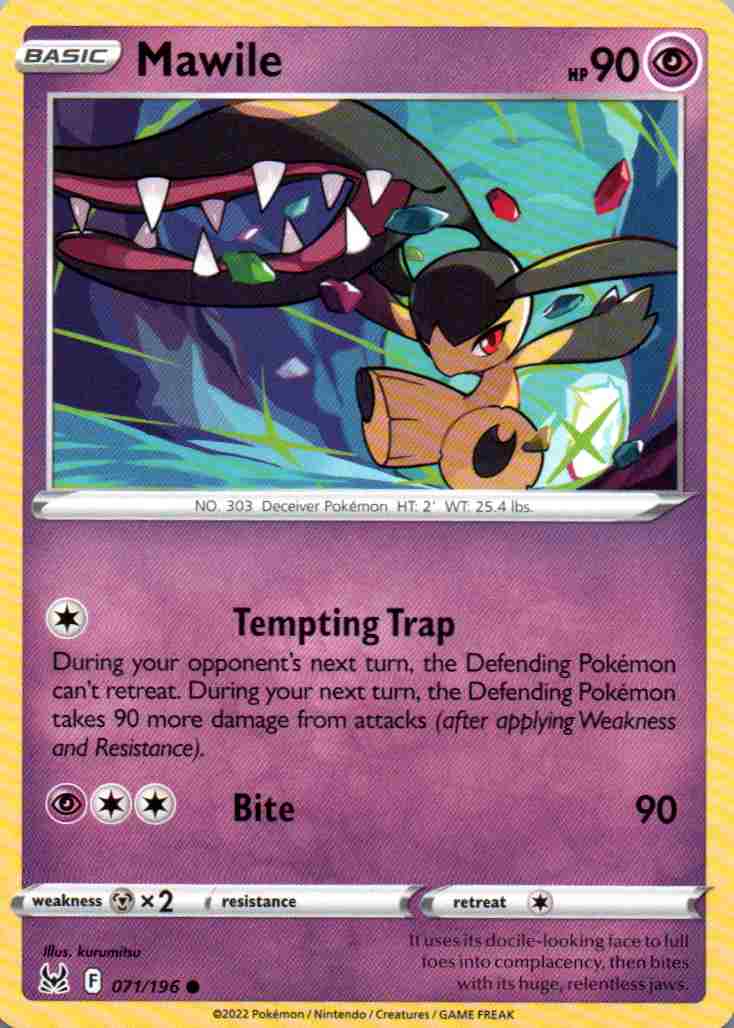 BASIC Mawile HP 90
NO. 303 Deceiver Pokémon HT: 2' WT: 25.4 lbs.
Tempting Trap
During your opponent's next turn, the Defending Pokémon
can't retreat. During your next turn, the Defending Pokémon
takes 90 more damage from attacks (after applying Weakness
and Resistance).
Bite 90
weakness ×2 resistance retreat
Illus. kurumitsu
It uses its docile-looking face to lull
foes into complacency, then bites
with its huge, relentless jaws.
F 071/196
©2022 Pokémon / Nintendo / Creatures / GAME FREAK